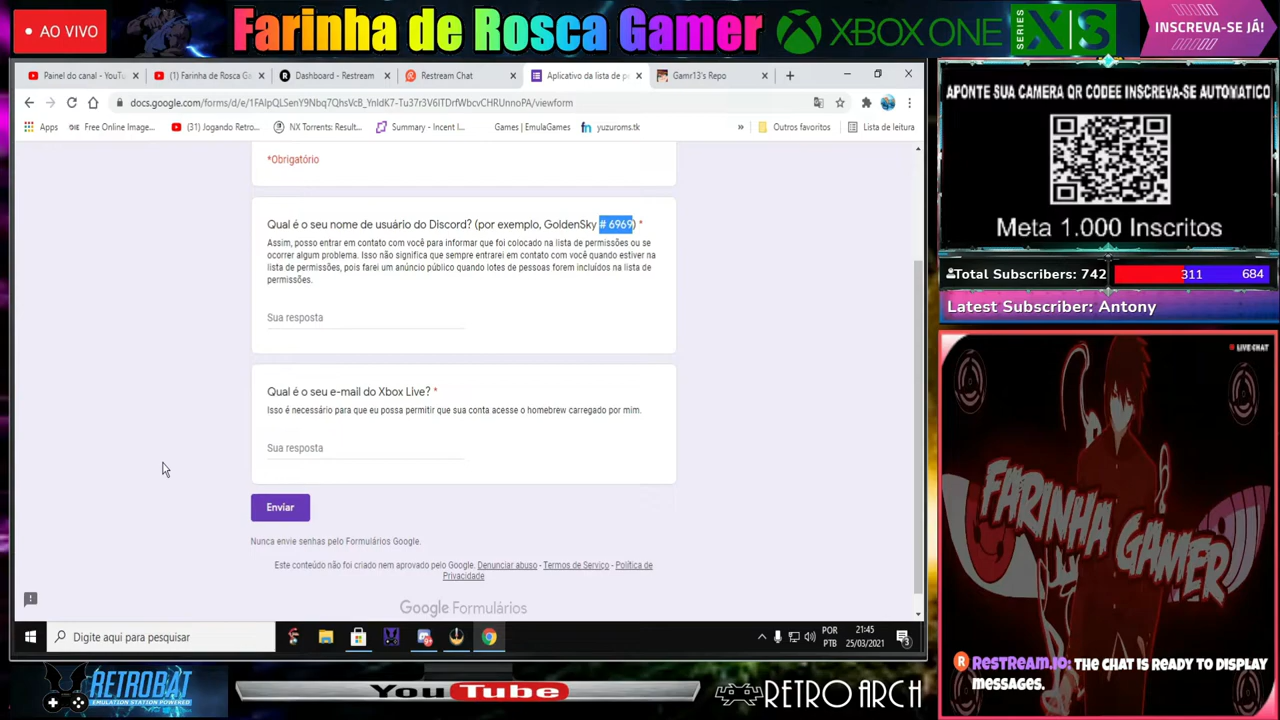 AO VIVO
Farinha de Rosca Gamer
XBOX ONE
SERIES X|S
INSCREVA-SE JÁ!
Painel do canal - YouTu
(1) Farinha de Rosca Ga
Dashboard - Restream
Restream Chat
Aplicativo da lista de pe
Gamr13's Repo
docs.google.com/forms/d/e/1FAIpQLSenY9Nbq7QhsVcB_YnIdK7-Tu37r3V6lTDrfWbcvCHRUnnoPA/viewform
Apps
Free Online Image...
(31) Jogando Retro...
NX Torrents: Result...
Summary - Incent I...
Games | EmulaGames
yuzuroms.tk
»
Outros favoritos
Lista de leitura
*Obrigatório
Qual é o seu nome de usuário do Discord? (por exemplo, GoldenSky # 6969) *
Assim, posso entrar em contato com você para informar que foi colocado na lista de permissões ou se
ocorrer algum problema. Isso não significa que sempre entrarei em contato com você quando estiver na
lista de permissões, pois farei um anúncio público quando lotes de pessoas forem incluídos na lista de
permissões.
Sua resposta
Qual é o seu e-mail do Xbox Live? *
Isso é necessário para que eu possa permitir que sua conta acesse o homebrew carregado por mim.
Sua resposta
Enviar
Nunca envie senhas pelo Formulários Google.
Este conteúdo não foi criado nem aprovado pelo Google. Denunciar abuso - Termos de Serviço - Política de
Privacidade
Google Formulários
Digite aqui para pesquisar
POR
PTB
21:45
25/03/2021
3
APONTE SUA CAMERA QR CODEE INSCREVA-SE AUTOMATICO
Meta 1.000 Inscritos
Total Subscribers: 742
311
684
Latest Subscriber: Antony
LIVE CHAT
FARINHA GAMER
RESTREAM.IO: THE CHAT IS READY TO DISPLAY
MESSAGES.
RETROBAT
EMULATION STATION POWERED
YouTube
RETRO ARCH